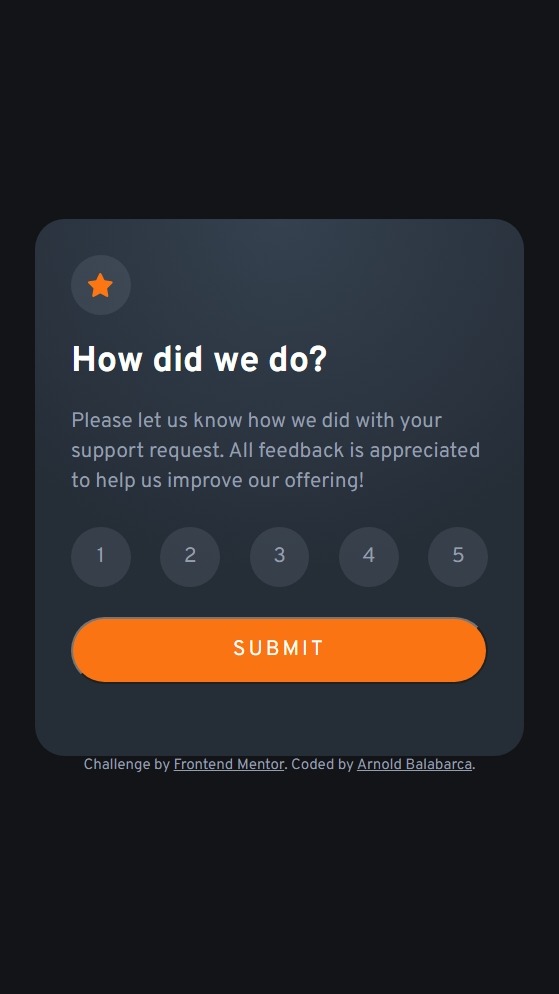 How did we do?
Please let us know how we did with your
support request. All feedback is appreciated
to help us improve our offering!
1 2 3 4 5
SUBMIT
Challenge by Frontend Mentor. Coded by Arnold Balabarca.